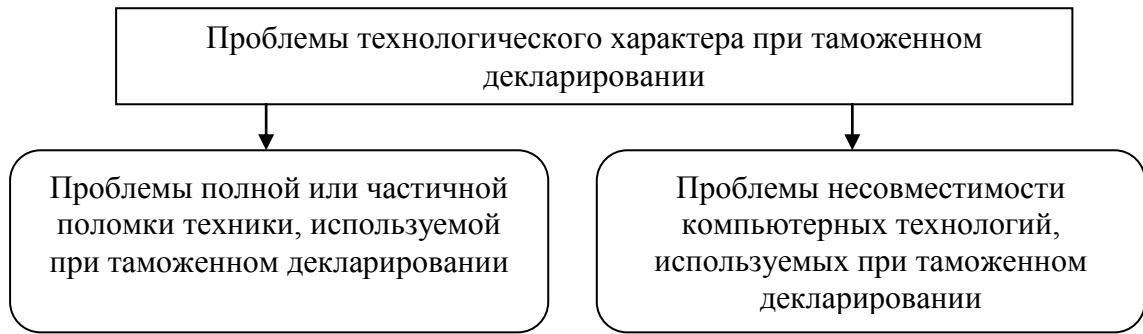 Проблемы технологического характера при таможенном
декларировании
Проблемы полной или частичной
поломки техники, используемой
при таможенном декларировании
Проблемы несовместимости
компьютерных технологий,
используемых при таможенном
декларировании